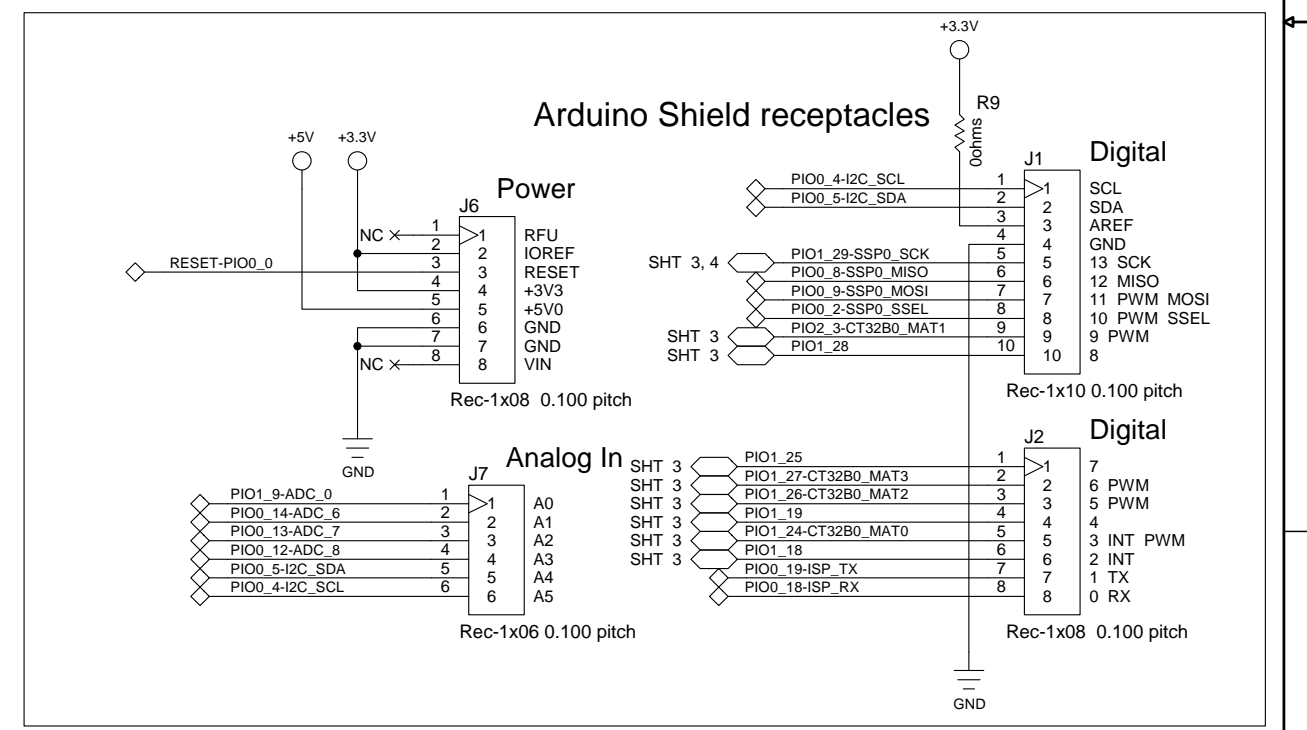 Arduino Shield receptacles
+5V
+3.3V
Power
J6
NC 1 1 RFU
2 2 IOREF
RESET-PIO0_0 3 3 RESET
4 4 +3V3
5 5 +5V0
6 6 GND
7 7 GND
NC 8 8 VIN
Rec-1x08 0.100 pitch
GND
Analog In
J7
PIO1_9-ADC_0 1 1 A0
PIO0_14-ADC_6 2 2 A1
PIO0_13-ADC_7 3 3 A2
PIO0_12-ADC_8 4 4 A3
PIO0_5-I2C_SDA 5 5 A4
PIO0_4-I2C_SCL 6 6 A5
Rec-1x06 0.100 pitch
+3.3V
R9
0ohms
J1
Digital
PIO0_4-I2C_SCL 1 1 SCL
PIO0_5-I2C_SDA 2 2 SDA
3 3 AREF
4 4 GND
SHT 3, 4 PIO1_29-SSP0_SCK 5 5 13 SCK
PIO0_8-SSP0_MISO 6 6 12 MISO
PIO0_9-SSP0_MOSI 7 7 11 PWM MOSI
PIO0_2-SSP0_SSEL 8 8 10 PWM SSEL
SHT 3 PIO2_3-CT32B0_MAT1 9 9 9 PWM
SHT 3 PIO1_28 10 10 8
Rec-1x10 0.100 pitch
J2
Digital
SHT 3 PIO1_25 1 1 7
SHT 3 PIO1_27-CT32B0_MAT3 2 2 6 PWM
SHT 3 PIO1_26-CT32B0_MAT2 3 3 5 PWM
SHT 3 PIO1_19 4 4 4
SHT 3 PIO1_24-CT32B0_MAT0 5 5 3 INT PWM
SHT 3 PIO1_18 6 6 2 INT
PIO0_19-ISP_TX 7 7 1 TX
PIO0_18-ISP_RX 8 8 0 RX
Rec-1x08 0.100 pitch
GND